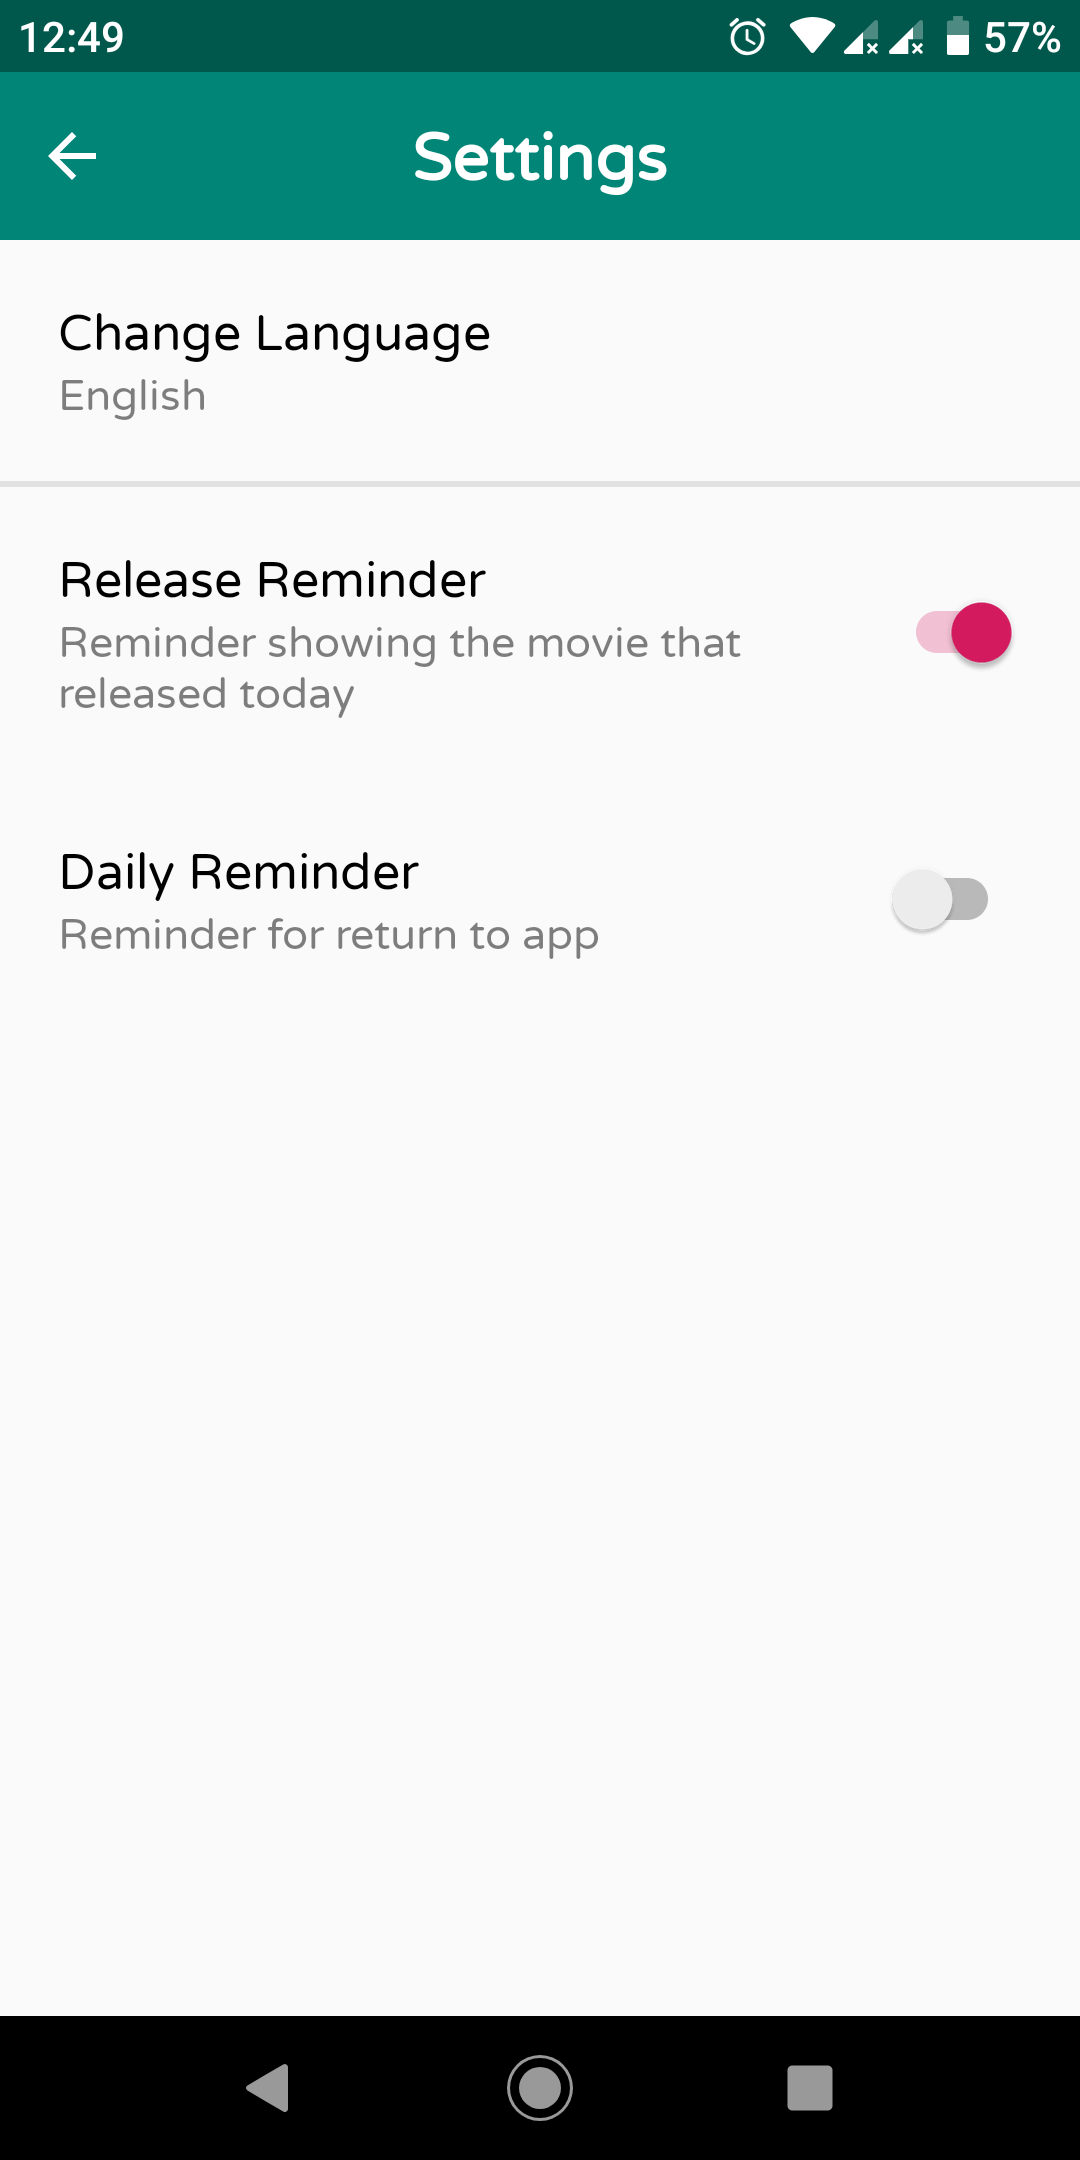 12:49
57%
Settings
Change Language
English
Release Reminder
Reminder showing the movie that
released today
Daily Reminder
Reminder for return to app